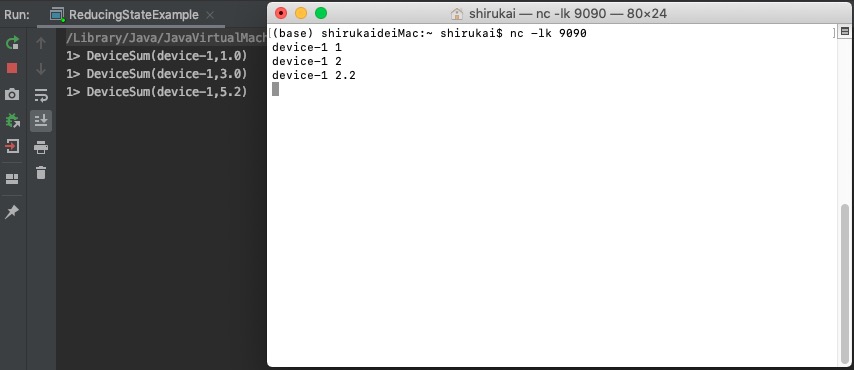 Run: ReducingStateExample
/Library/Java/JavaVirtualMach
1> DeviceSum(device-1,1.0)
1> DeviceSum(device-1,3.0)
1> DeviceSum(device-1,5.2)
shirukai — nc -lk 9090 — 80×24
[(base) shirukaideiMac:~ shirukai$ nc -lk 9090 ]
device-1 1
device-1 2
device-1 2.2